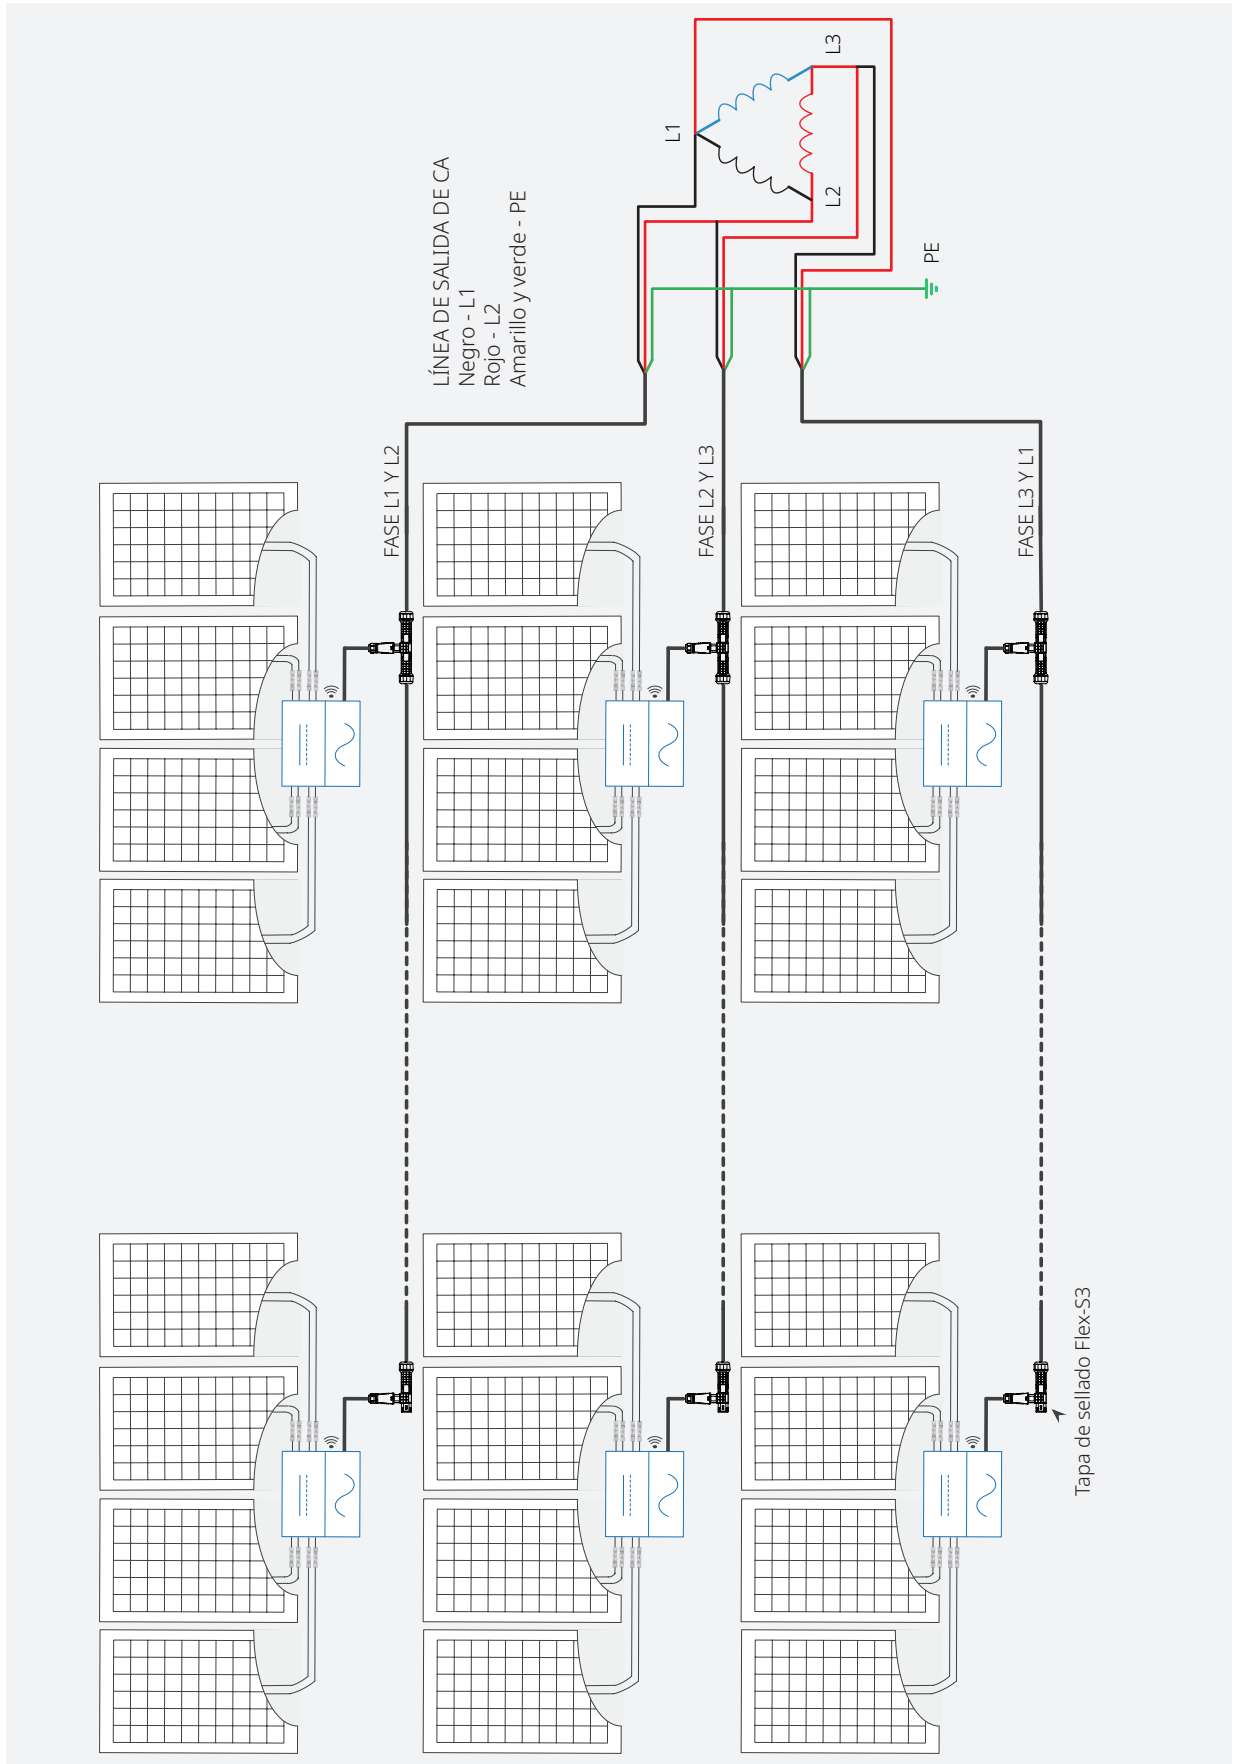 LÍNEA DE SALIDA DE CA
Negro - L1
Rojo - L2
Amarillo y verde - PE
L1
L3
L2
PE
FASE L1 Y L2
FASE L2 Y L3
FASE L3 Y L1
Tapa de sellado Flex-S3